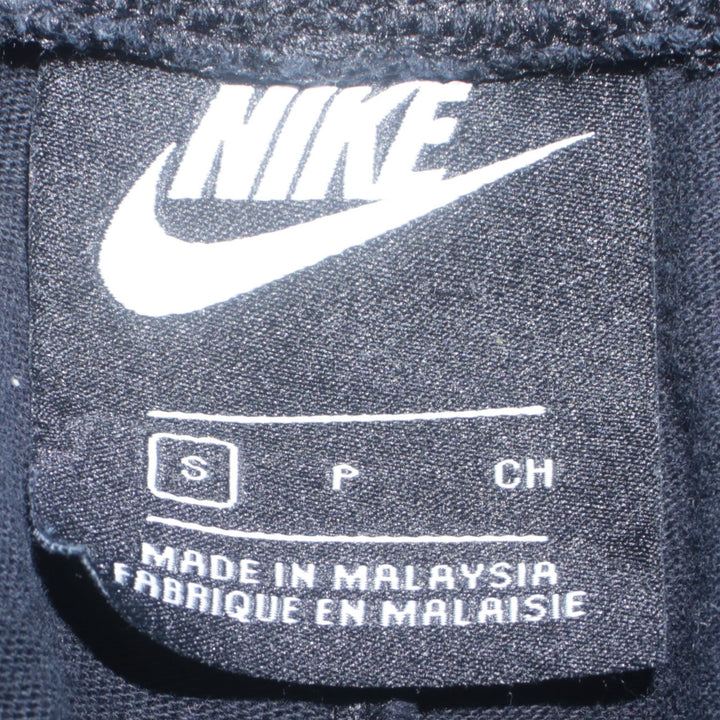 NIKE
S P CH
MADE IN MALAYSIA
FABRIQUE EN MALAISIE